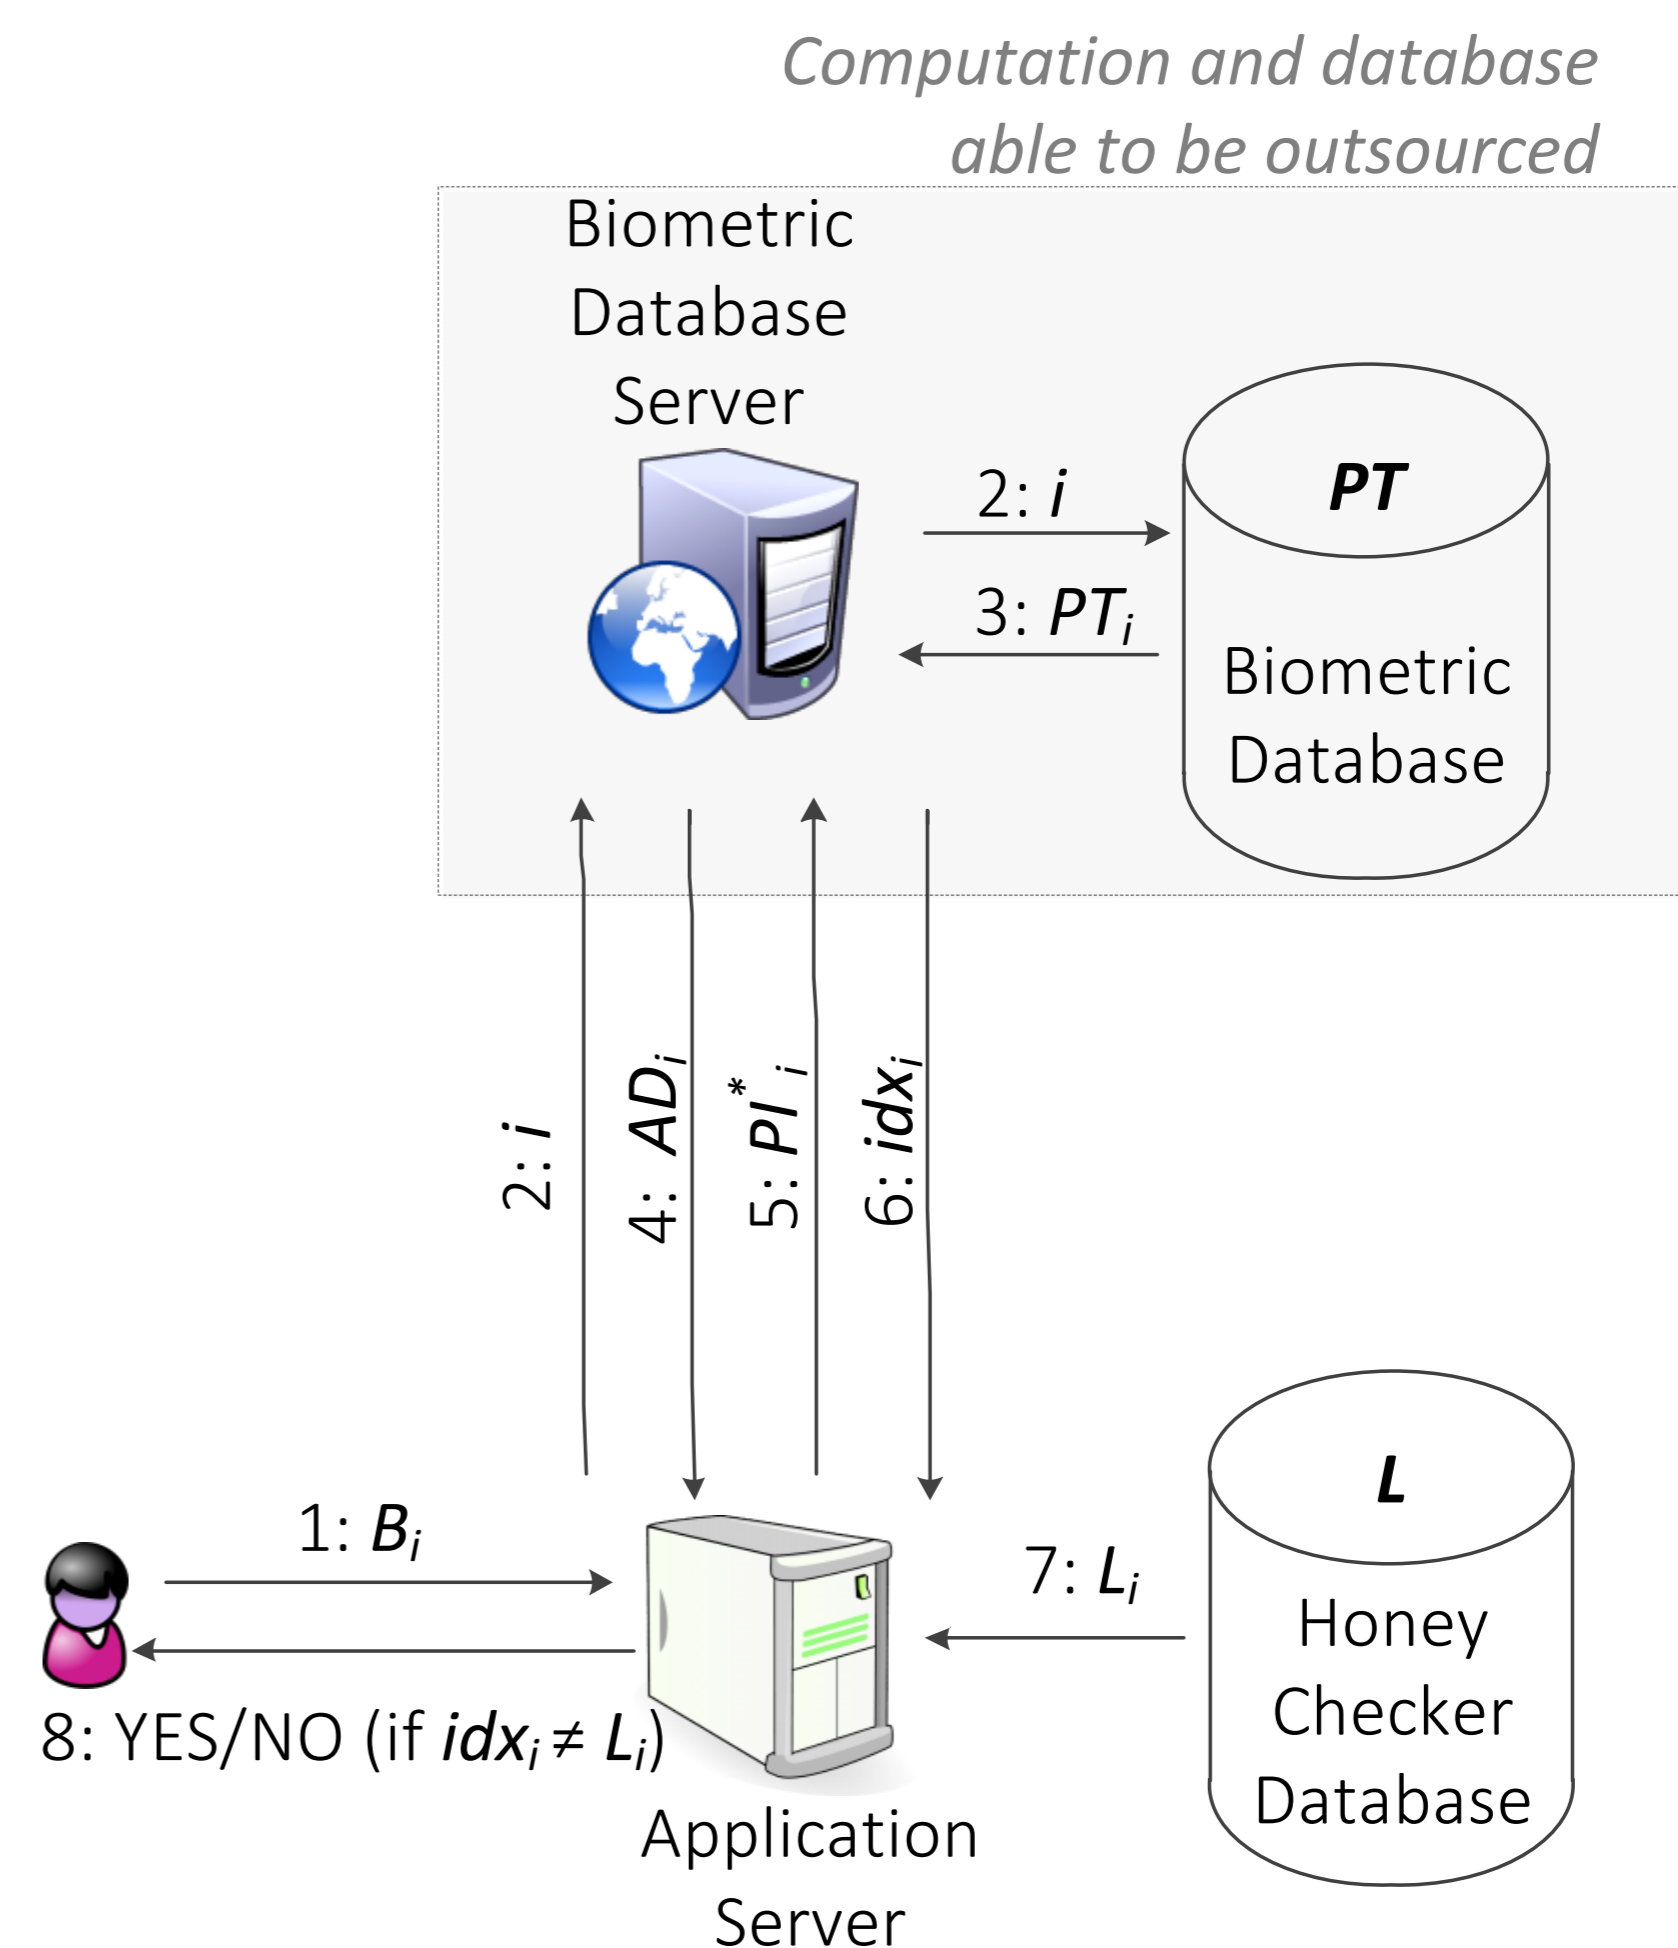 Computation and database
able to be outsourced
Biometric
Database
Server
2: i
3: PTi
PT
Biometric
Database
2: i
4: ADi
5: PI*i
6: idxi
1: Bi
8: YES/NO (if idxi ≠ Li)
Application
Server
7: Li
L
Honey
Checker
Database